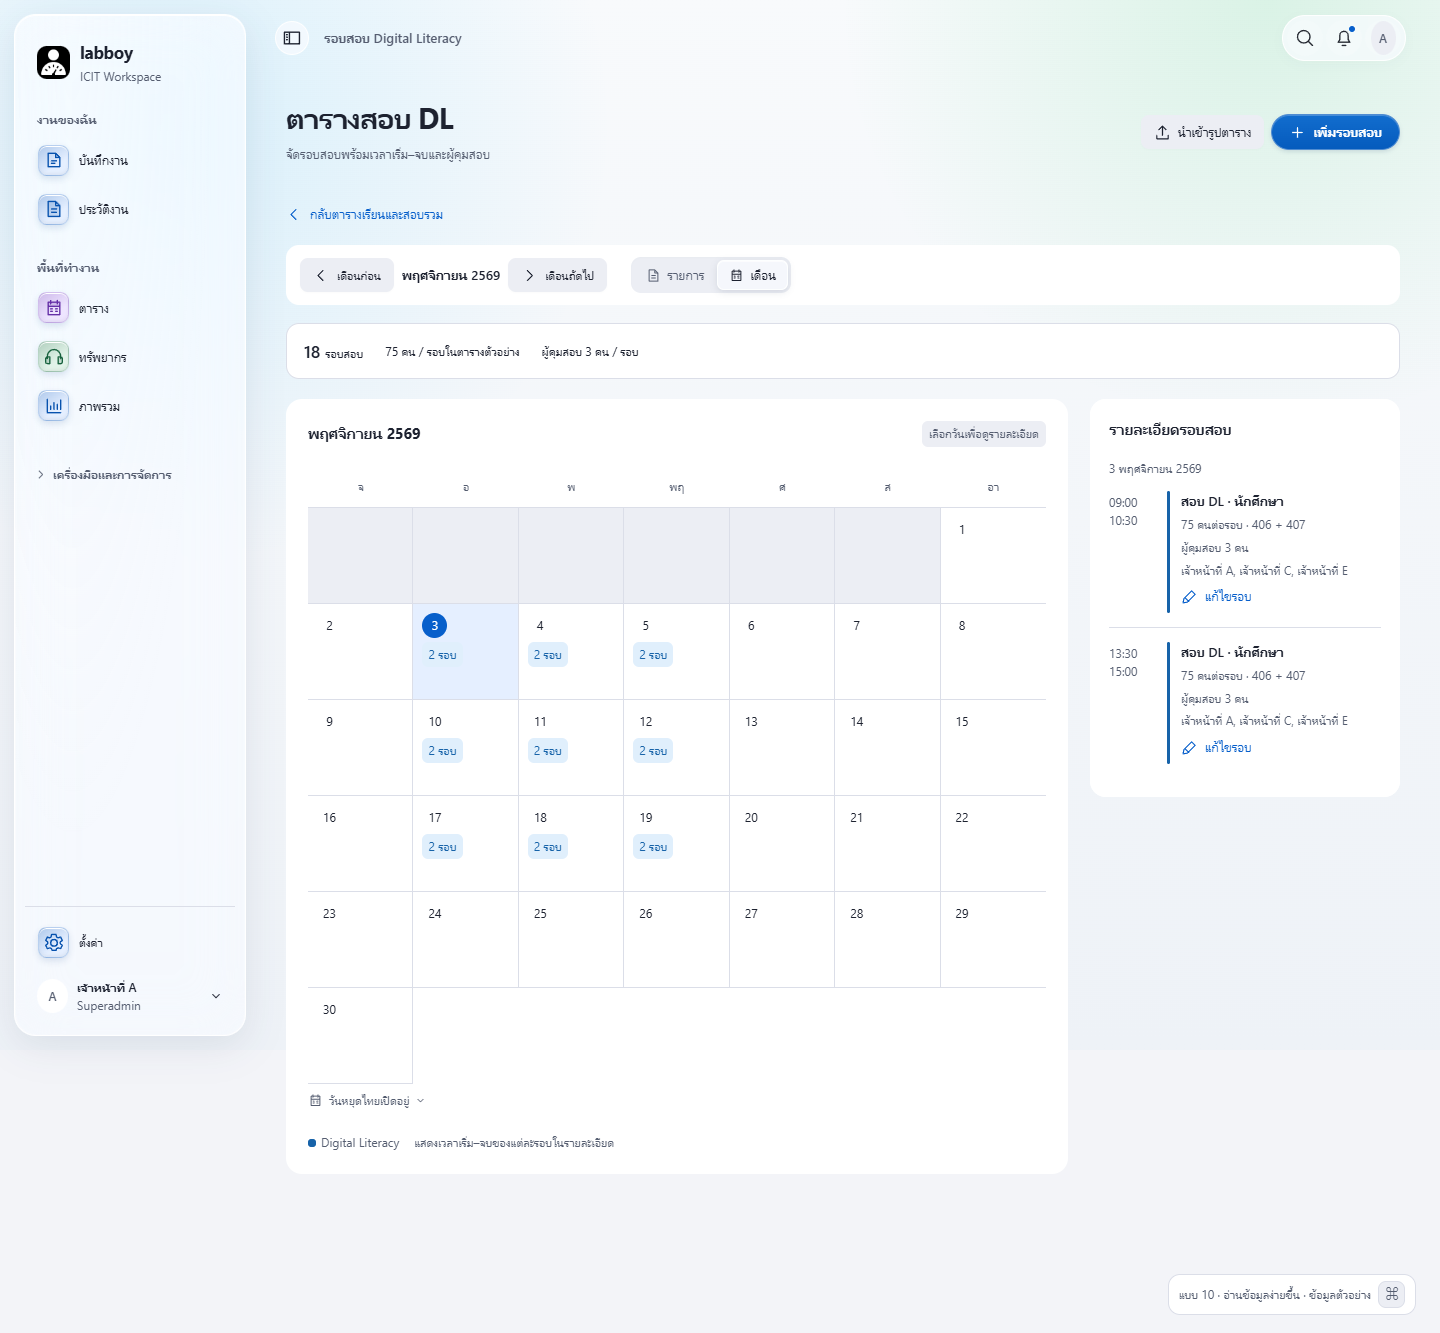 labboy
ICIT Workspace
งานของฉัน
บันทึกงาน
ประวัติงาน
พื้นที่ทำงาน
ตาราง
ทรัพยากร
ภาพรวม
เครื่องมือและการจัดการ
ตั้งค่า
A
เจ้าหน้าที่ A
Superadmin
รอบสอบ Digital Literacy
A
ตารางสอบ DL
จัดรอบสอบพร้อมเวลาเริ่ม–จบและผู้คุมสอบ
นำเข้ารูปตาราง
เพิ่มรอบสอบ
กลับตารางเรียนและสอบรวม
เดือนก่อน พฤศจิกายน 2569 เดือนถัดไป รายการ เดือน
18 รอบสอบ 75 คน / รอบในตารางตัวอย่าง ผู้คุมสอบ 3 คน / รอบ
พฤศจิกายน 2569
เลือกวันเพื่อดูรายละเอียด
จ อ พ พฤ ศ ส อา
1
2 3 4 5 6 7 8
2 รอบ 2 รอบ 2 รอบ
9 10 11 12 13 14 15
2 รอบ 2 รอบ 2 รอบ
16 17 18 19 20 21 22
2 รอบ 2 รอบ 2 รอบ
23 24 25 26 27 28 29
30
วันหยุดไทยเปิดอยู่
Digital Literacy แสดงเวลาเริ่ม–จบของแต่ละรอบในรายละเอียด
รายละเอียดรอบสอบ
3 พฤศจิกายน 2569
09:00
10:30
สอบ DL · นักศึกษา
75 คนต่อรอบ · 406 + 407
ผู้คุมสอบ 3 คน
เจ้าหน้าที่ A, เจ้าหน้าที่ C, เจ้าหน้าที่ E
แก้ไขรอบ
13:30
15:00
สอบ DL · นักศึกษา
75 คนต่อรอบ · 406 + 407
ผู้คุมสอบ 3 คน
เจ้าหน้าที่ A, เจ้าหน้าที่ C, เจ้าหน้าที่ E
แก้ไขรอบ
แบบ 10 · อ่านข้อมูลง่ายขึ้น · ข้อมูลตัวอย่าง ⌘